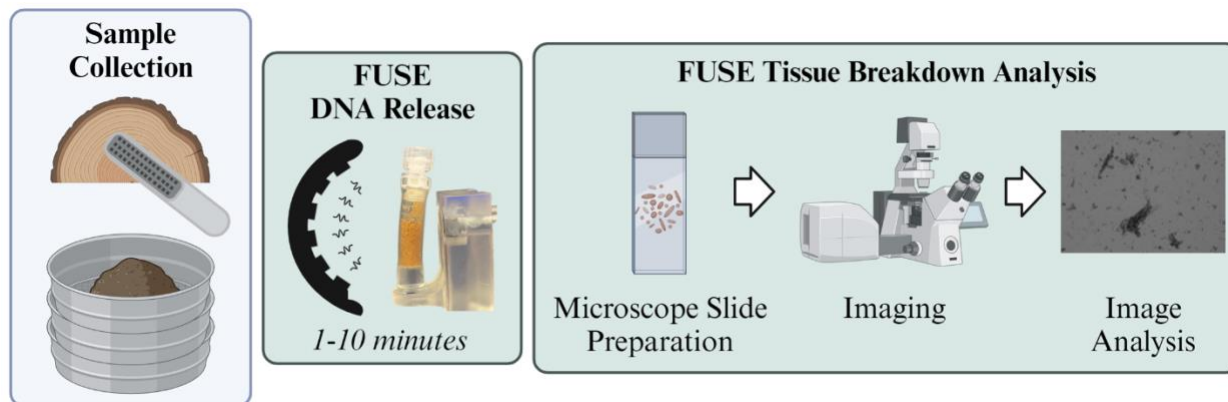 Sample
Collection
FUSE
DNA Release
1-10 minutes
FUSE Tissue Breakdown Analysis
Microscope Slide
Preparation
Imaging
Image
Analysis